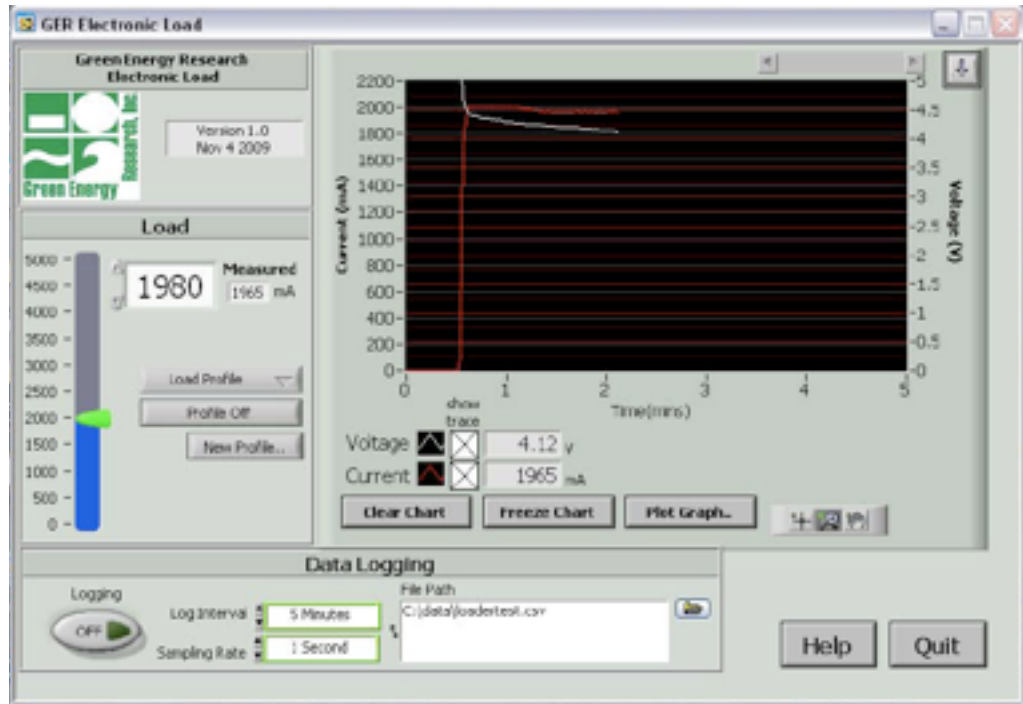 GER Electronic Load
Green Energy Research
Electronic Load
Green Energy
Research, Inc
Version 1.0
Nov 4 2009
Load
5000
4500
4000
3500
3000
2500
2000
1500
1000
500
0
1980
Measured
1965 mA
Load Profile
Profile Off
New Profile...
Current (mA)
2200
2000
1800
1600
1400
1200
1000
800
600
400
200
0
-5
-4.5
-4
-3.5
-3
-2.5
-2
-1.5
-1
-0.5
-0
Voltage (V)
0 1 2 3 4 5
Time(mins)
show
trace
Voltage 4.12 V
Current 1965 mA
Clear Chart
Freeze Chart
Plot Graph...
Data Logging
Logging
OFF
Log Interval 5 Minutes
Sampling Rate 1 Second
File Path
C:\data\loadertest.csv
Help
Quit